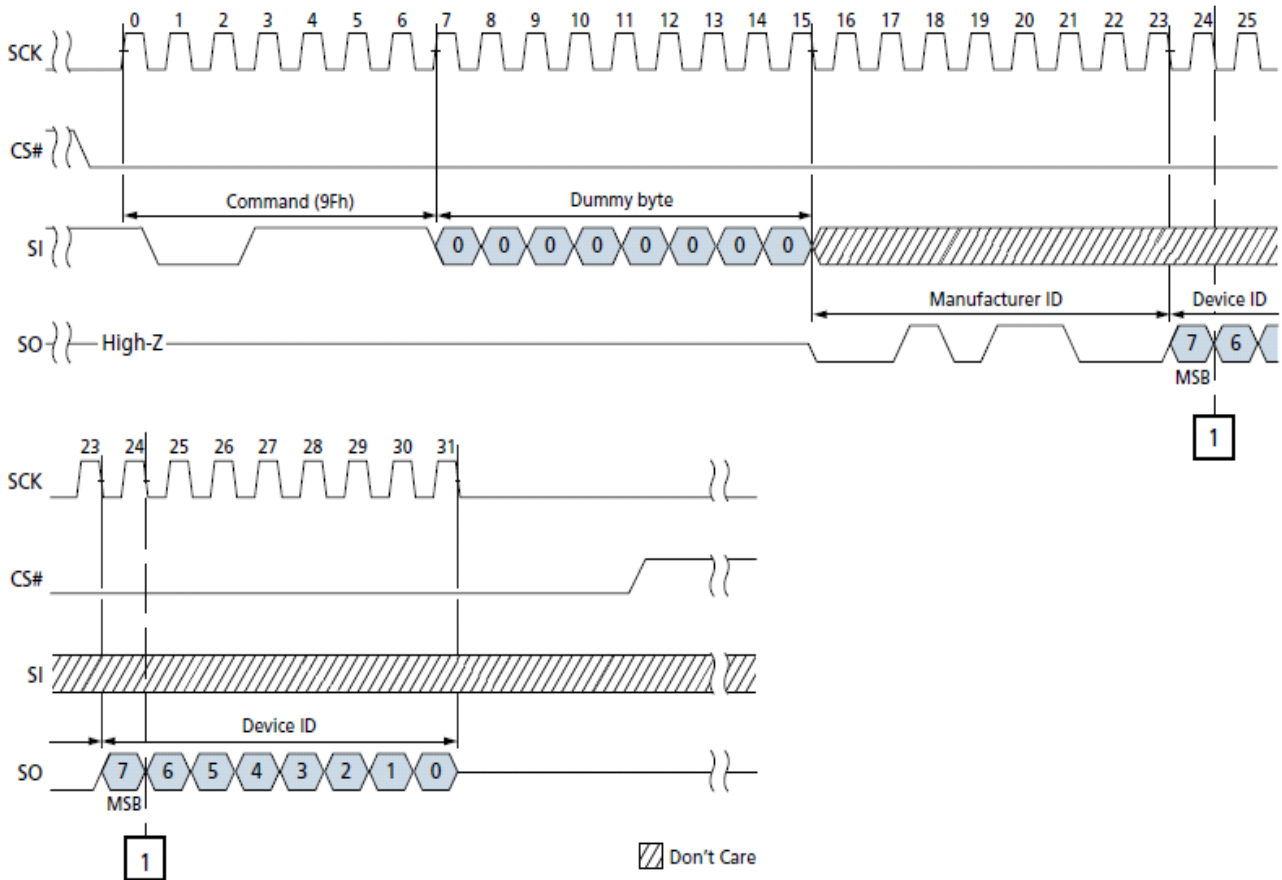 0 1 2 3 4 5 6 7 8 9 10 11 12 13 14 15 16 17 18 19 20 21 22 23 24 25
SCK
CS#
Command (9Fh) Dummy byte
SI 0 0 0 0 0 0 0 0
Manufacturer ID Device ID
SO High-Z 7 6
MSB
1
23 24 25 26 27 28 29 30 31
SCK
CS#
SI
Device ID
SO 7 6 5 4 3 2 1 0
MSB
1
Don't Care